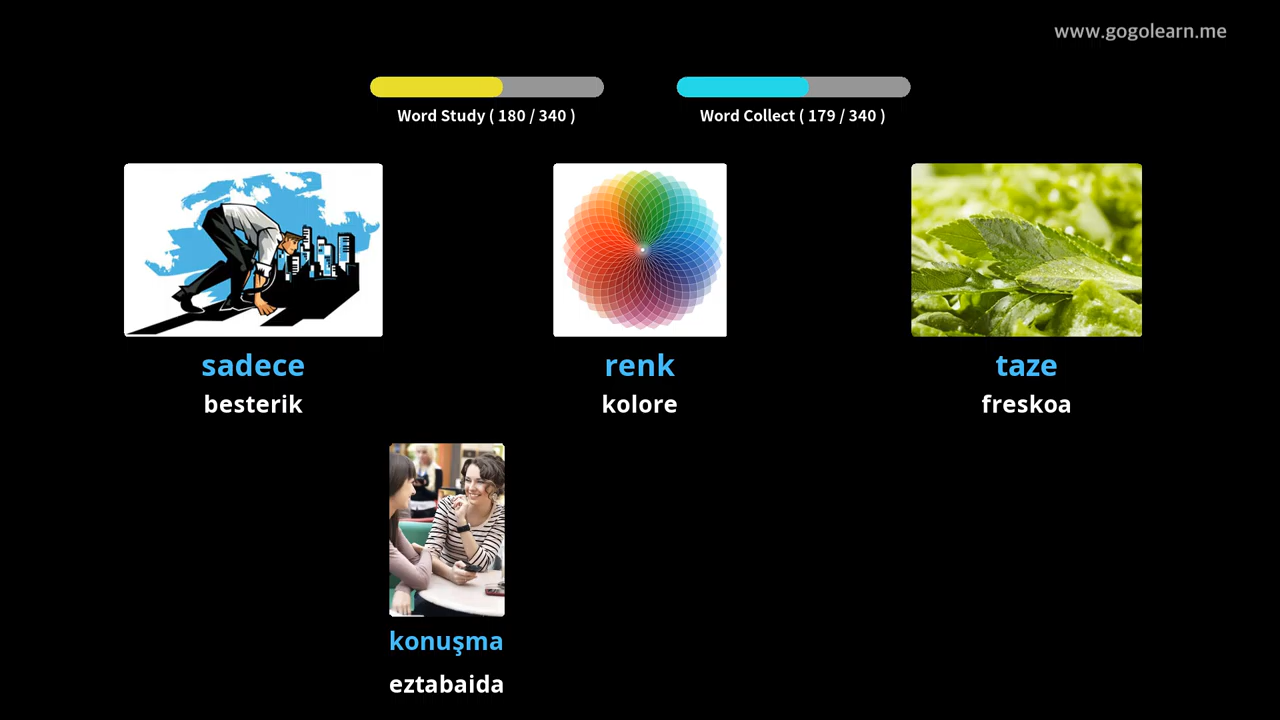 www.gogolearn.me
Word Study ( 180 / 340 )
Word Collect ( 179 / 340 )
sadece
besterik
renk
kolore
taze
freskoa
konuşma
eztabaida